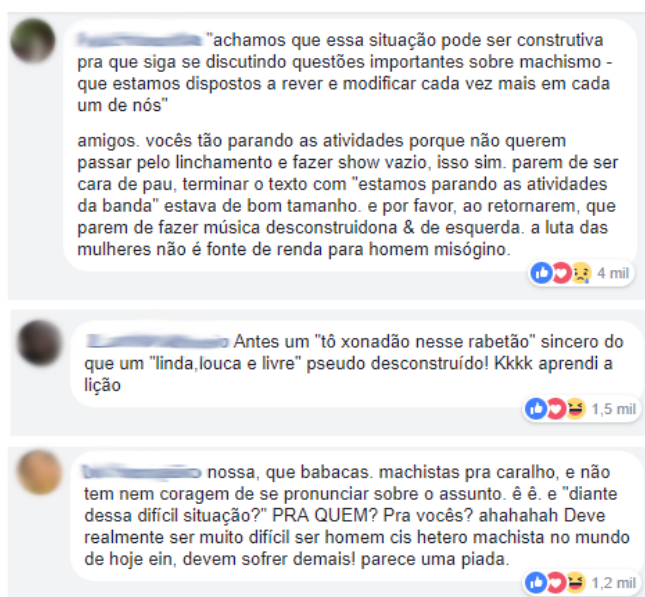 "achamos que essa situação pode ser construtiva
pra que siga se discutindo questões importantes sobre machismo -
que estamos dispostos a rever e modificar cada vez mais em cada
um de nós"
amigos. vocês tão parando as atividades porque não querem
passar pelo linchamento e fazer show vazio, isso sim. parem de ser
cara de pau, terminar o texto com "estamos parando as atividades
da banda" estava de bom tamanho. e por favor, ao retornarem, que
parem de fazer música desconstruidona & de esquerda. a luta das
mulheres não é fonte de renda para homem misógino.
4 mil
Antes um "tô xonadão nesse rabetão" sincero do
que um "linda,louca e livre" pseudo desconstruído! Kkkk aprendi a
lição
1,5 mil
nossa, que babacas. machistas pra caralho, e não
tem nem coragem de se pronunciar sobre o assunto. ê ê. e "diante
dessa difícil situação?" PRA QUEM? Pra vocês? ahahahah Deve
realmente ser muito difícil ser homem cis hetero machista no mundo
de hoje ein, devem sofrer demais! parece uma piada.
1,2 mil